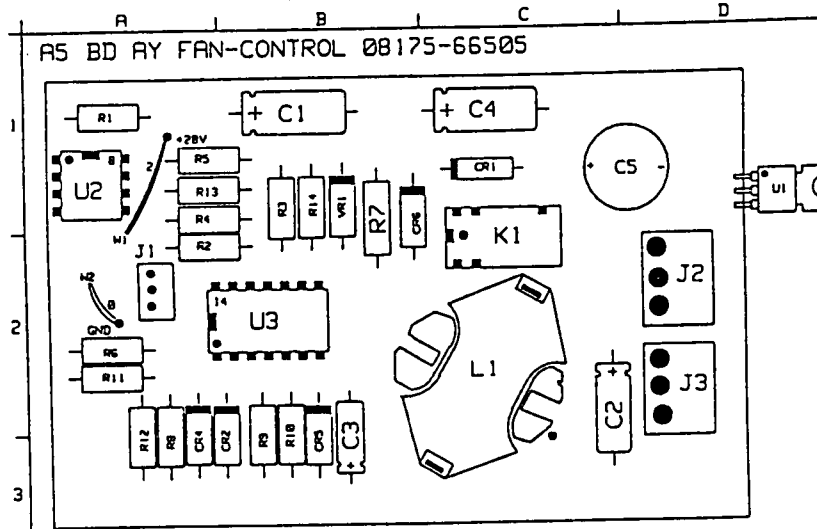 A B C D
A5 BD AY FAN-CONTROL 08175-66505
1
R1
+ C1
+ C4
+28V
2
8
U2
R5
R13
R4
R2
W1
R3
R14
VR1
R7
CR6
CR1
+ C5 -
U1
K1
J1
W2
0
GND
14
U3
J2
2
R6
R11
L1
J3
R12
R8
CR4
CR2
R9
R10
CR5
C3 +
+ C2
3